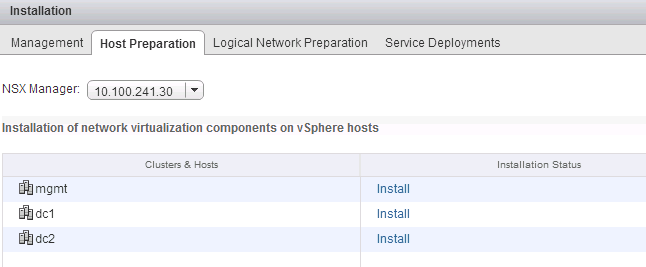 Installation
Management Host Preparation Logical Network Preparation Service Deployments
NSX Manager: 10.100.241.30
Installation of network virtualization components on vSphere hosts
Clusters & Hosts Installation Status
mgmt Install
dc1 Install
dc2 Install